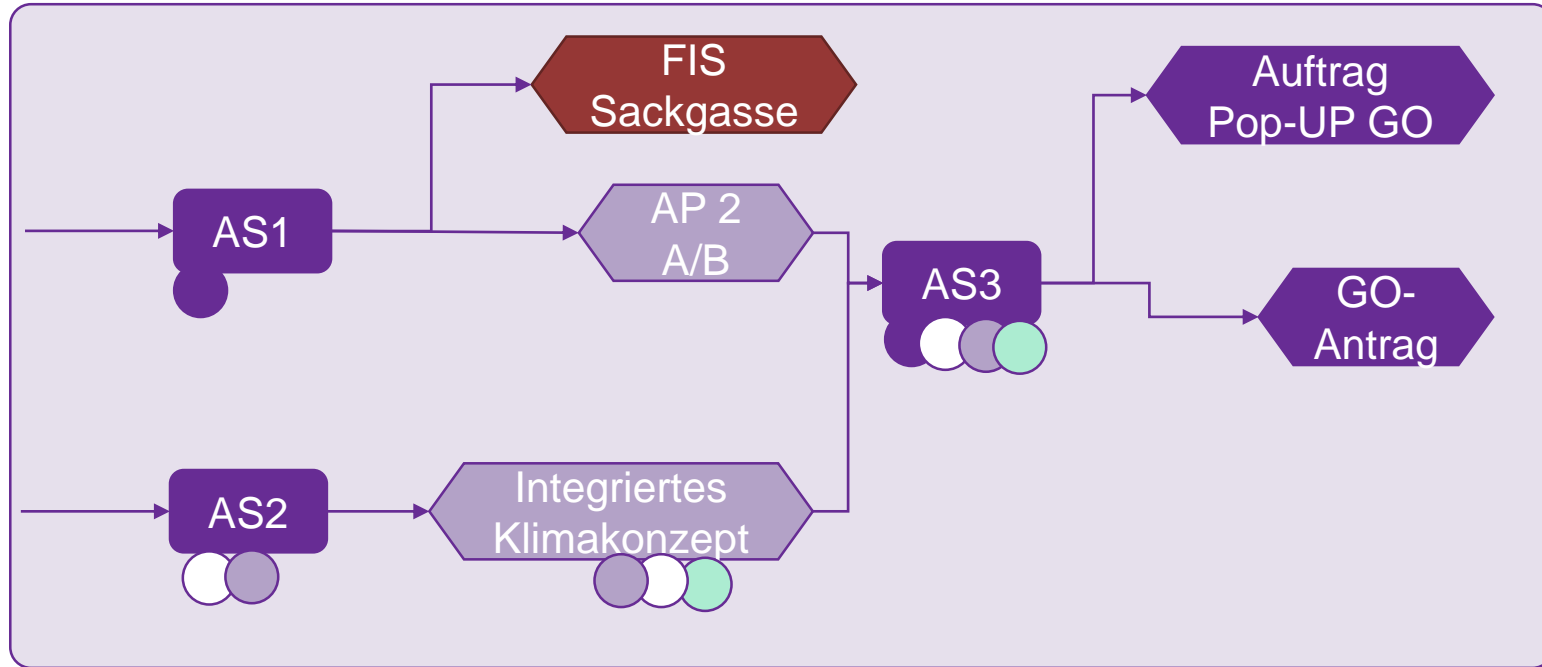 FIS
Sackgasse
Auftrag
Pop-UP GO
AS1
AP 2
A/B
AS3
GO-
Antrag
AS2
Integriertes
Klimakonzept